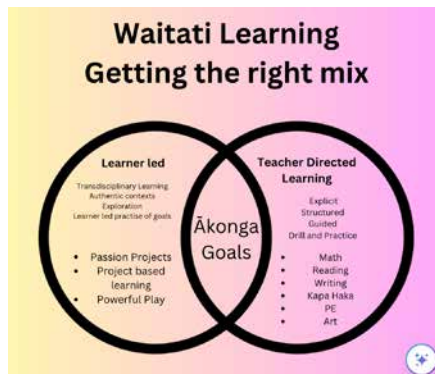 Waitati Learning
Getting the right mix
Learner led
Transdisciplinary Learning
Authentic contexts
Exploration
Learner led practise of goals
Passion Projects
Project based
learning
Powerful Play
Ākonga
Goals
Teacher Directed
Learning
Explicit
Structured
Guided
Drill and Practice
Math
Reading
Writing
Kapa Haka
PE
Art